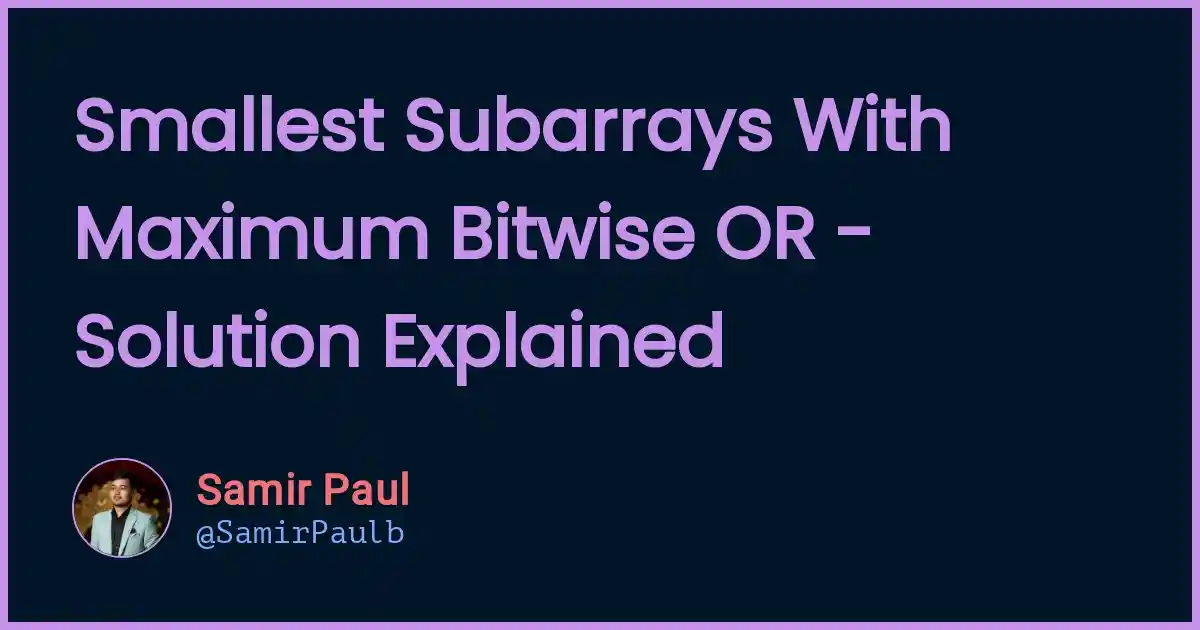 Smallest Subarrays With
Maximum Bitwise OR -
Solution Explained
Samir Paul
@SamirPaulb